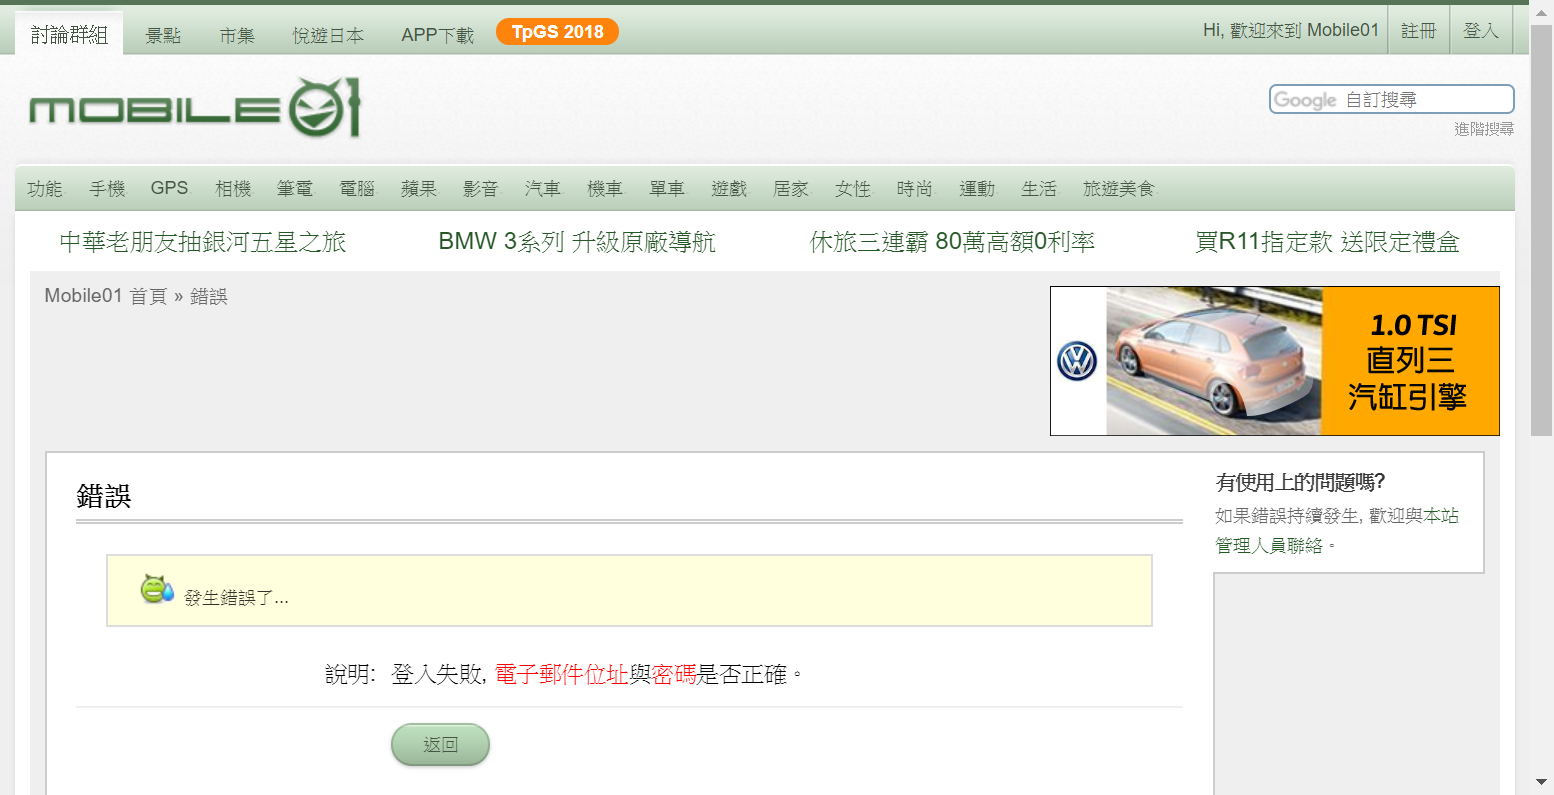 討論群組 景點 市集 悅遊日本 APP下載 TpGS 2018 Hi, 歡迎來到 Mobile01 註冊 登入
MOBILE01
Google 自訂搜尋
進階搜尋
功能 手機 GPS 相機 筆電 電腦 蘋果 影音 汽車 機車 單車 遊戲 居家 女性 時尚 運動 生活 旅遊美食
中華老朋友抽銀河五星之旅 BMW 3系列 升級原廠導航 休旅三連霸 80萬高額0利率 買R11指定款 送限定禮盒
Mobile01 首頁 » 錯誤
1.0 TSI
直列三
汽缸引擎
錯誤
發生錯誤了...
說明: 登入失敗, 電子郵件位址與密碼是否正確。
返回
有使用上的問題嗎?
如果錯誤持續發生, 歡迎與本站
管理人員聯絡。